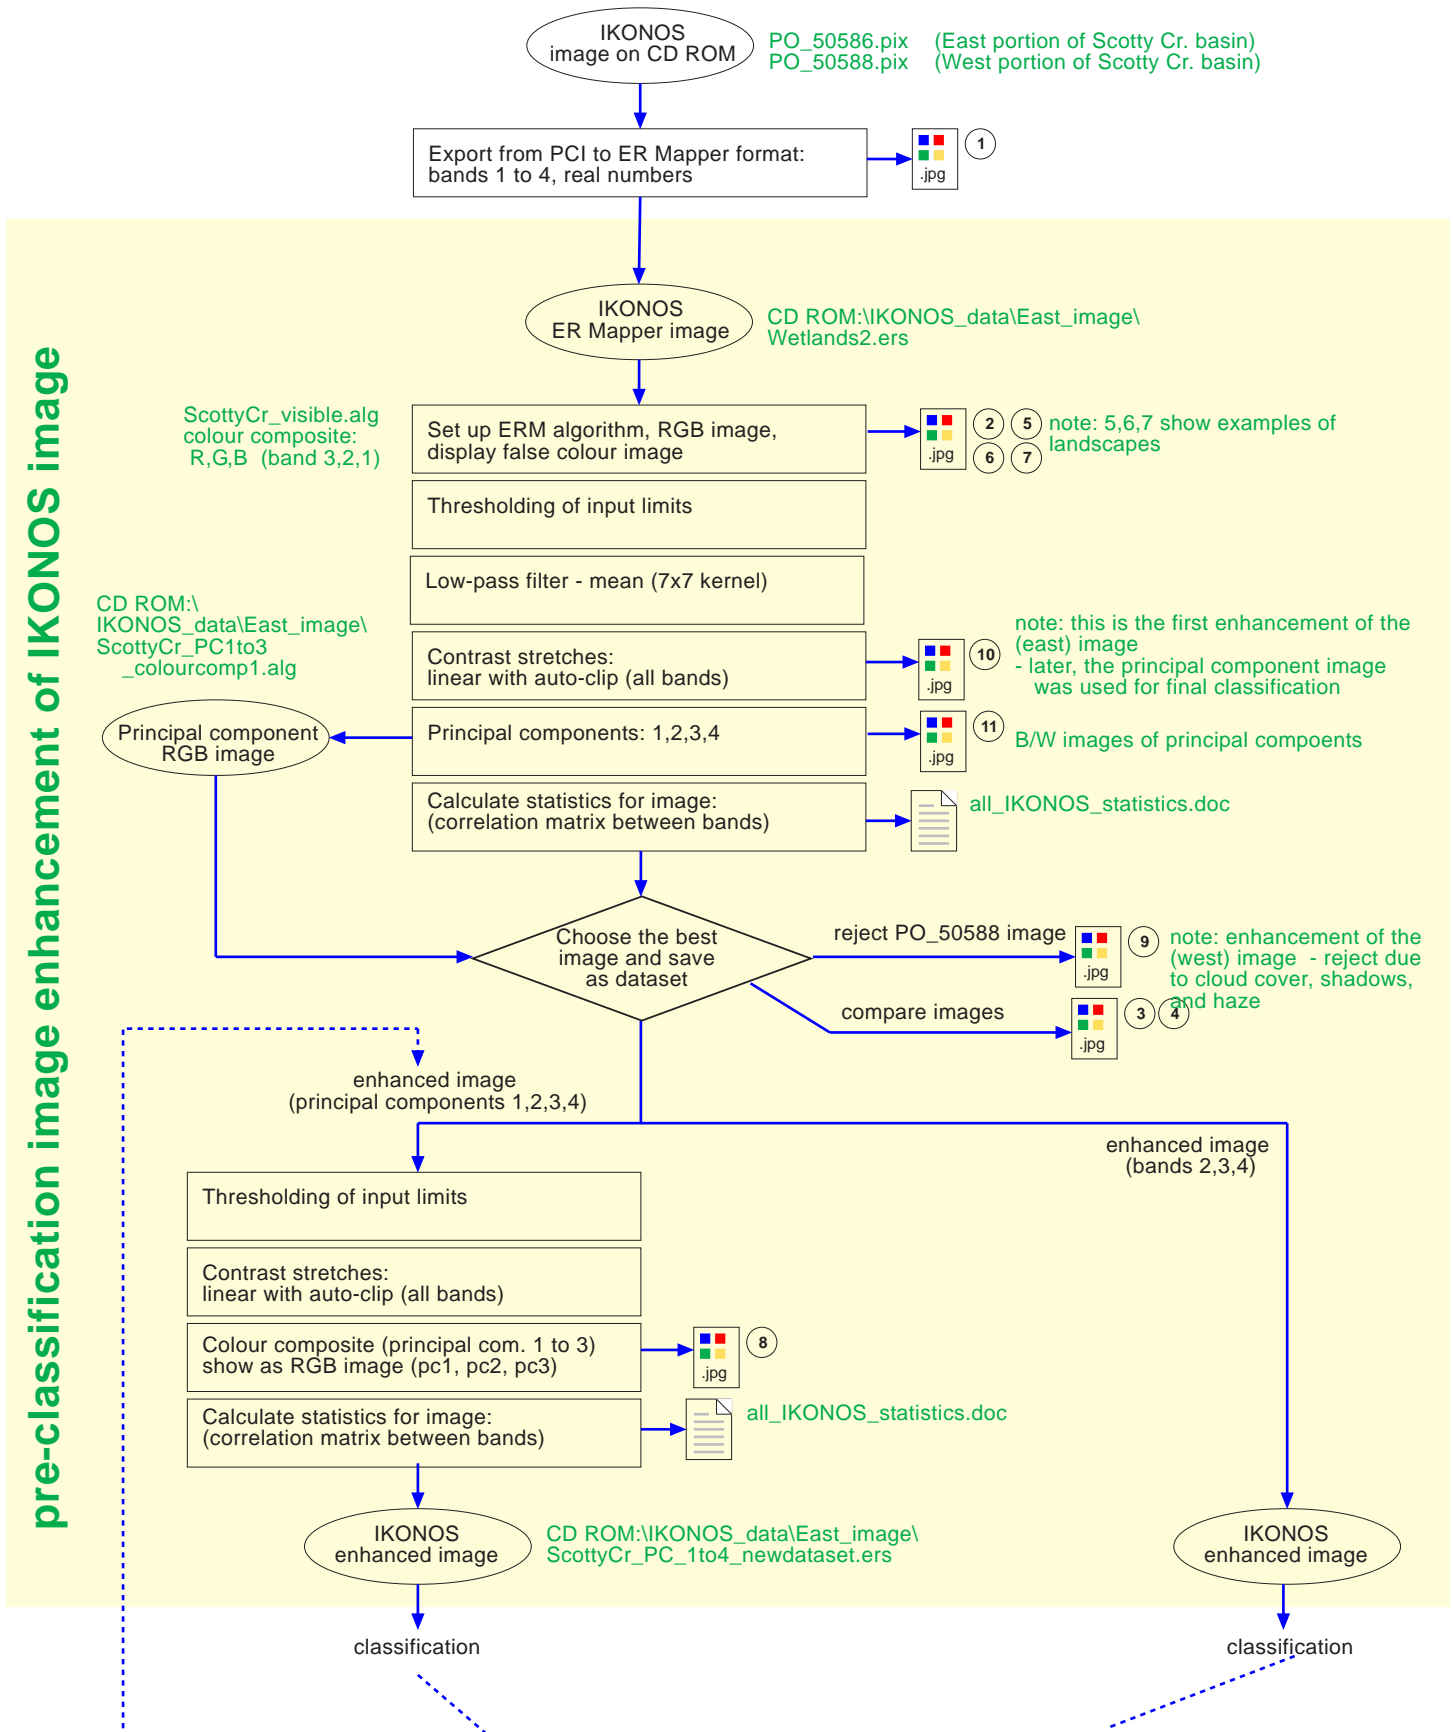 IKONOS
image on CD ROM
PO_50586.pix (East portion of Scotty Cr. basin)
PO_50588.pix (West portion of Scotty Cr. basin)
Export from PCI to ER Mapper format:
bands 1 to 4, real numbers
.jpg
1
pre-classification image enhancement of IKONOS image
IKONOS
ER Mapper image
CD ROM:\IKONOS_data\East_image\
Wetlands2.ers
ScottyCr_visible.alg
colour composite:
R,G,B (band 3,2,1)
Set up ERM algorithm, RGB image,
display false colour image
.jpg
2 5
6 7
note: 5,6,7 show examples of
landscapes
Thresholding of input limits
Low-pass filter - mean (7x7 kernel)
CD ROM:\
IKONOS_data\East_image\
ScottyCr_PC1to3
_colourcomp1.alg
Contrast stretches:
linear with auto-clip (all bands)
.jpg
10
note: this is the first enhancement of the
(east) image
- later, the principal component image
was used for final classification
Principal component
RGB image
Principal components: 1,2,3,4
.jpg
11
B/W images of principal compoents
Calculate statistics for image:
(correlation matrix between bands)
all_IKONOS_statistics.doc
Choose the best
image and save
as dataset
reject PO_50588 image
.jpg
9
note: enhancement of the
(west) image - reject due
to cloud cover, shadows,
and haze
compare images
.jpg
3 4
enhanced image
(principal components 1,2,3,4)
enhanced image
(bands 2,3,4)
Thresholding of input limits
Contrast stretches:
linear with auto-clip (all bands)
Colour composite (principal com. 1 to 3)
show as RGB image (pc1, pc2, pc3)
.jpg
8
Calculate statistics for image:
(correlation matrix between bands)
all_IKONOS_statistics.doc
IKONOS
enhanced image
CD ROM:\IKONOS_data\East_image\
ScottyCr_PC_1to4_newdataset.ers
IKONOS
enhanced image
classification
classification